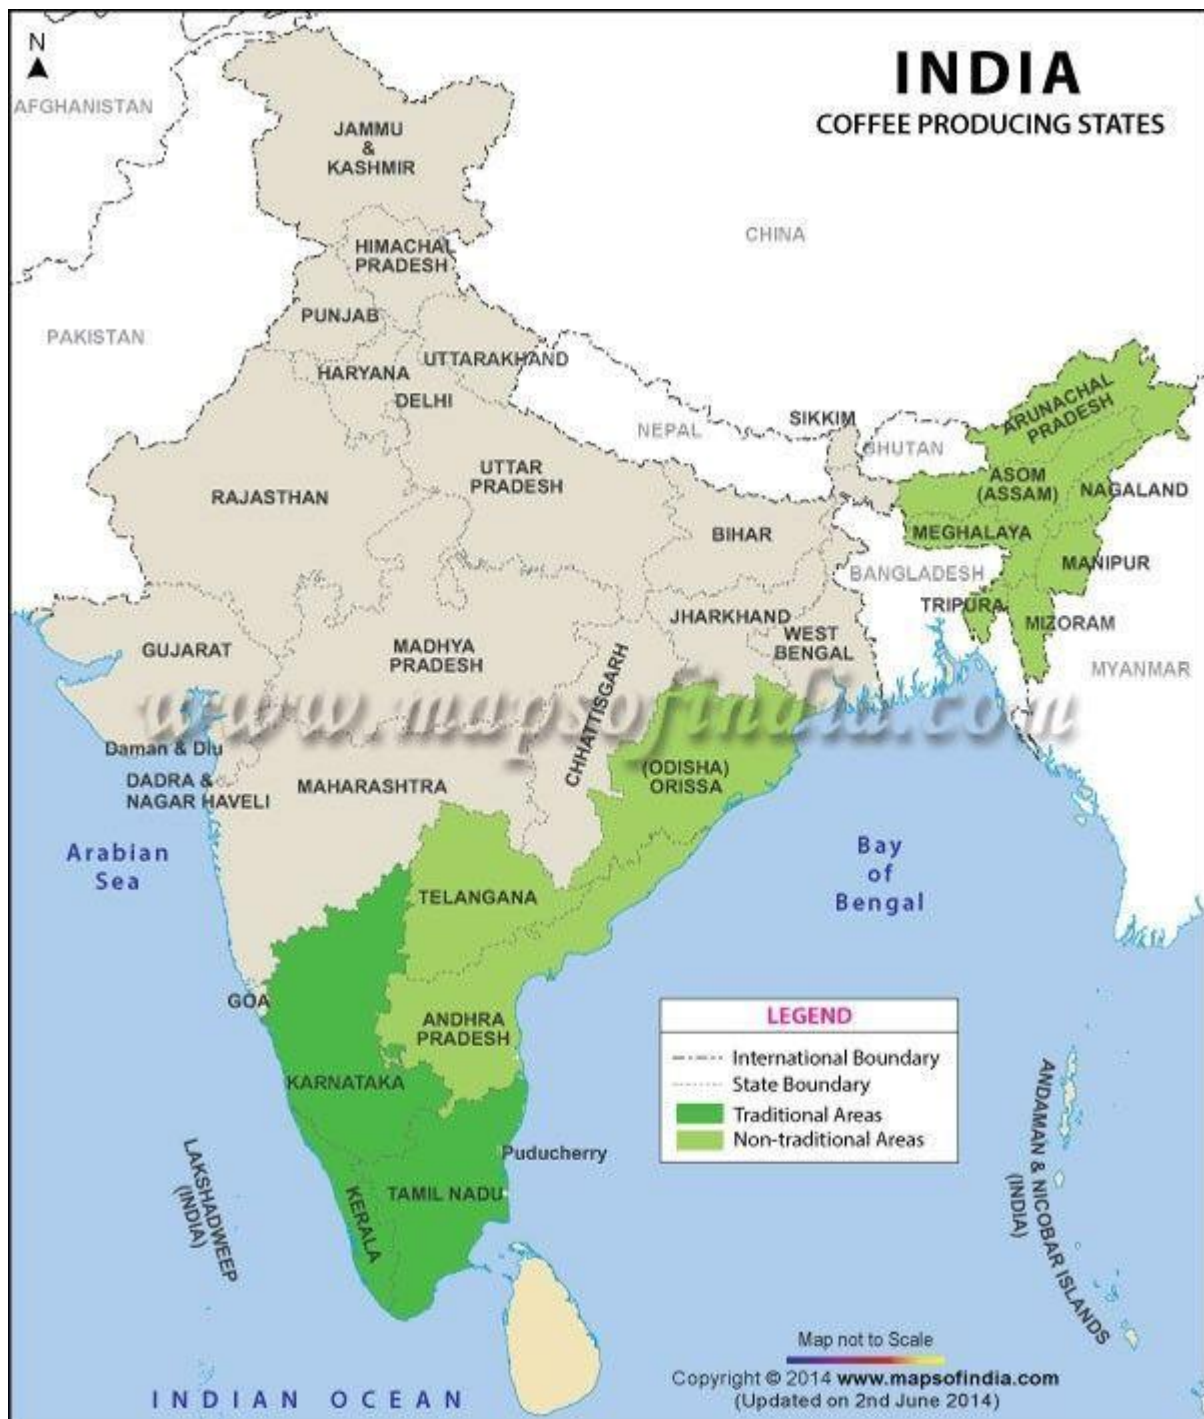 INDIA
COFFEE PRODUCING STATES
N
AFGHANISTAN
JAMMU
&
KASHMIR
CHINA
HIMACHAL
PRADESH
PUNJAB
PAKISTAN
UTTARAKHAND
HARYANA
DELHI
ARUNACHAL
PRADESH
SIKKIM
NEPAL
BHUTAN
UTTAR
PRADESH
RAJASTHAN
ASOM
(ASSAM)
NAGALAND
BIHAR
MEGHALAYA
MANIPUR
BANGLADESH
TRIPURA
MIZORAM
JHARKHAND
WEST
BENGAL
GUJARAT
MADHYA
PRADESH
MYANMAR
CHHATTISGARH
www.mapsofindia.com
Daman & Diu
DADRA &
NAGAR HAVELI
MAHARASHTRA
(ODISHA)
ORISSA
Arabian
Sea
Bay
of
Bengal
TELANGANA
GOA
ANDHRA
PRADESH
KARNATAKA
LEGEND
International Boundary
State Boundary
Traditional Areas
Non-traditional Areas
Puducherry
TAMIL NADU
KERALA
LAKSHADWEEP
(INDIA)
ANDAMAN & NICOBAR ISLANDS
(INDIA)
Map not to Scale
Copyright © 2014 www.mapsofindia.com
(Updated on 2nd June 2014)
INDIAN OCEAN